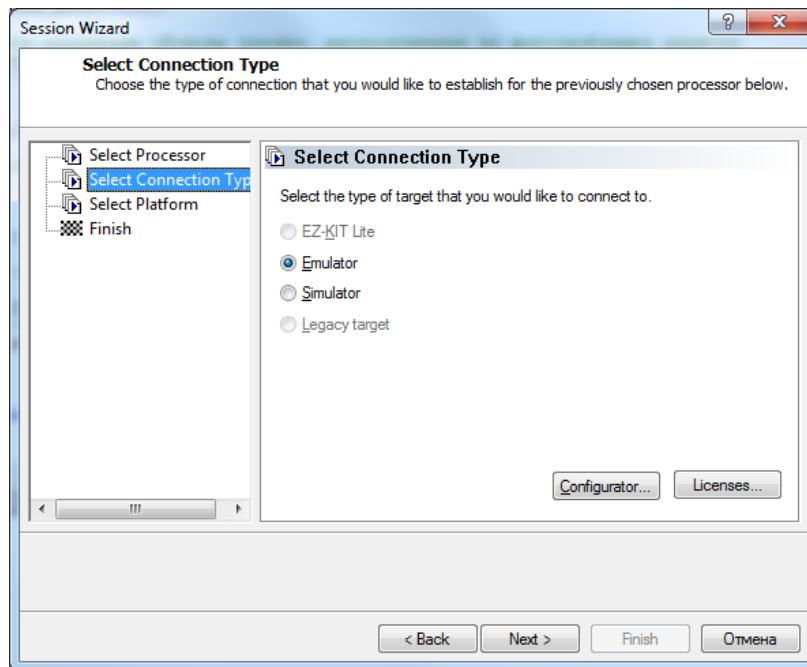 Session Wizard
Select Connection Type
Choose the type of connection that you would like to establish for the previously chosen processor below.
Select Processor
Select Connection Typ
Select Platform
Finish
Select Connection Type
Select the type of target that you would like to connect to.
EZ-KIT Lite
Emulator
Simulator
Legacy target
Configurator...
Licenses...
< Back
Next >
Finish
Отмена